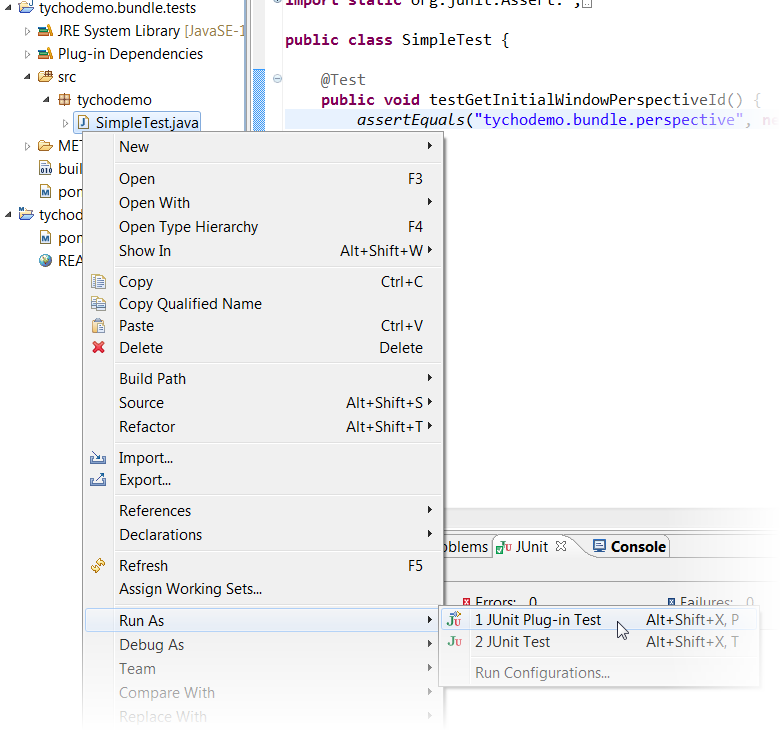 tychodemo.bundle.tests
JRE System Library [JavaSE-1
Plug-in Dependencies
src
tychodemo
SimpleTest.java
MET
buil
pom
tychod
pom
REA
import static org.junit.Assert.*;
public class SimpleTest {
@Test
public void testGetInitialWindowPerspectiveId() {
assertEquals("tychodemo.bundle.perspective", ne
New
Open F3
Open With
Open Type Hierarchy F4
Show In Alt+Shift+W
Copy Ctrl+C
Copy Qualified Name
Paste Ctrl+V
Delete Delete
Build Path
Source Alt+Shift+S
Refactor Alt+Shift+T
Import...
Export...
References
Declarations
Refresh F5
Assign Working Sets...
Run As
Debug As
Team
Compare With
Replace With
oblems JUnit Console
Errors: 0 Failures: 0
1 JUnit Plug-in Test Alt+Shift+X, P
2 JUnit Test Alt+Shift+X, T
Run Configurations...